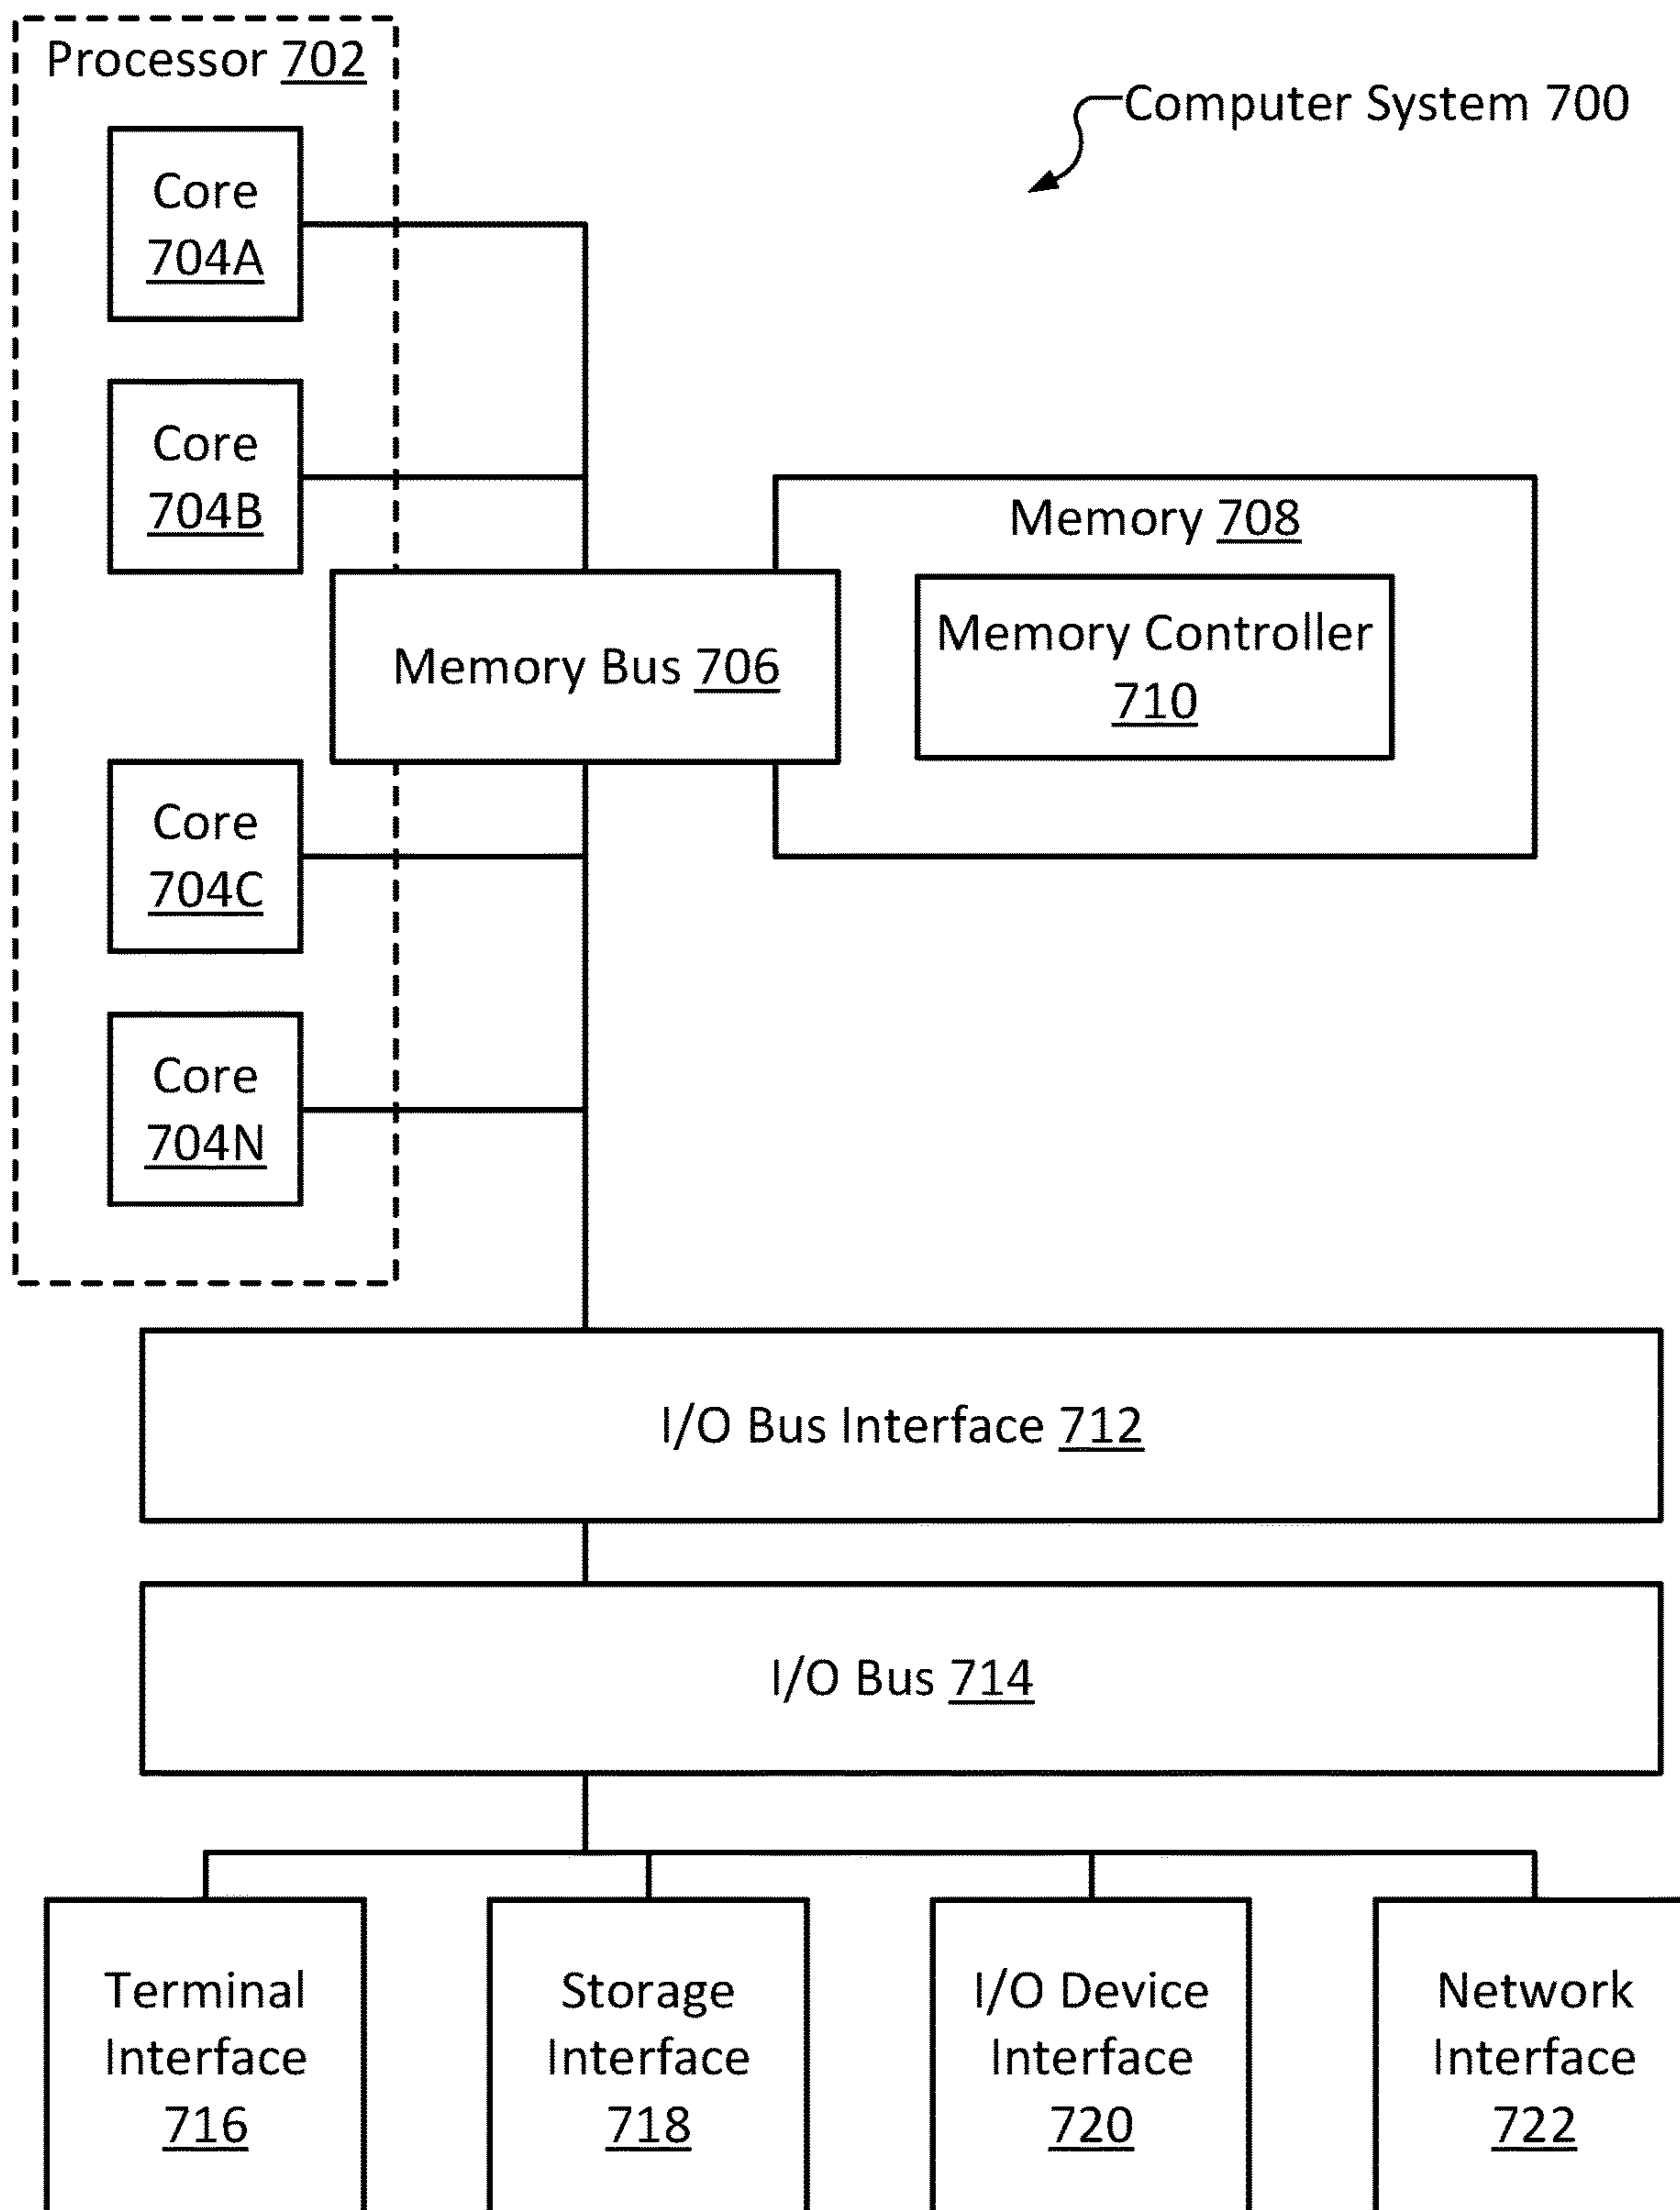 Processor 702
Computer System 700
Core
704A
Core
704B
Memory 708
Memory Controller
710
Memory Bus 706
Core
704C
Core
704N
I/O Bus Interface 712
I/O Bus 714
Terminal
Interface
716
Storage
Interface
718
I/O Device
Interface
720
Network
Interface
722